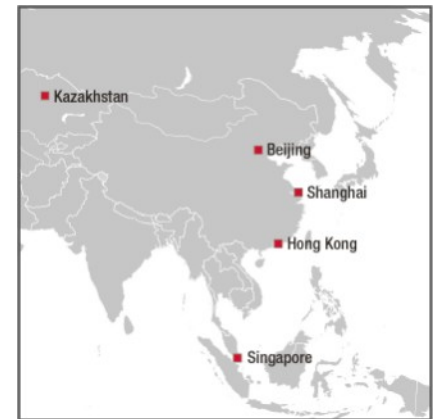 Kazakhstan
Beijing
Shanghai
Hong Kong
Singapore